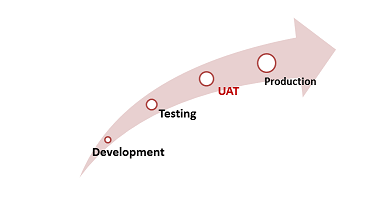 Development
Testing
UAT
Production